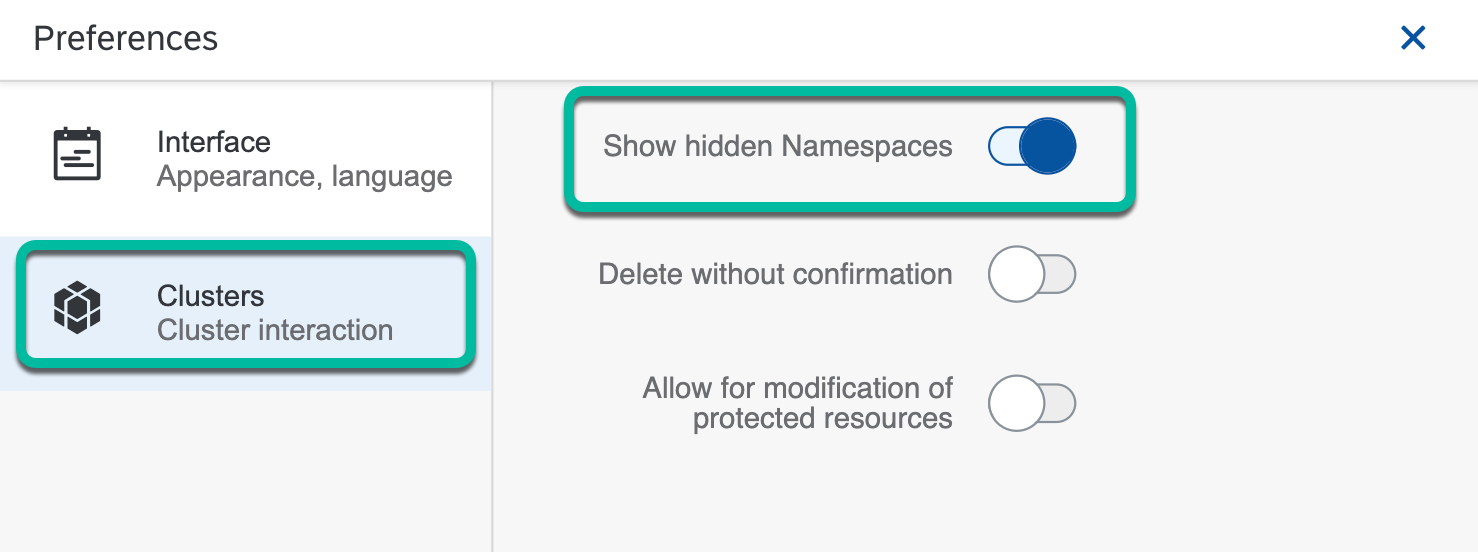 Preferences
Interface
Appearance, language
Clusters
Cluster interaction
Show hidden Namespaces
Delete without confirmation
Allow for modification of
protected resources